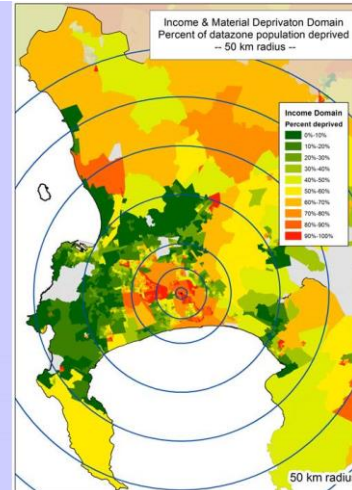 Income & Material Deprivaton Domain
Percent of datazone population deprived
-- 50 km radius --
Income Domain
Percent deprived
0%-10%
10%-20%
20%-30%
30%-40%
40%-50%
50%-60%
60%-70%
70%-80%
80%-90%
90%-100%
50 km radiu